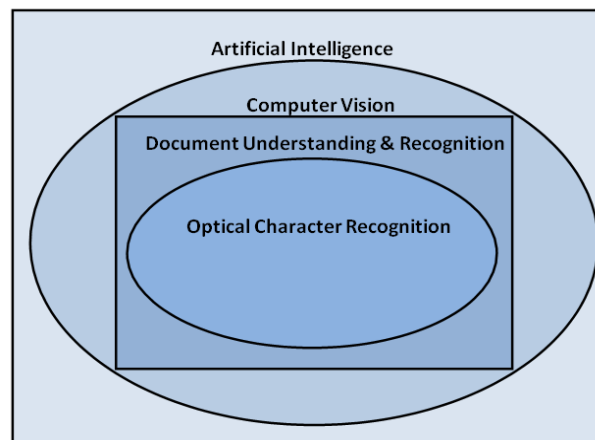 Artificial Intelligence
Computer Vision
Document Understanding & Recognition
Optical Character Recognition